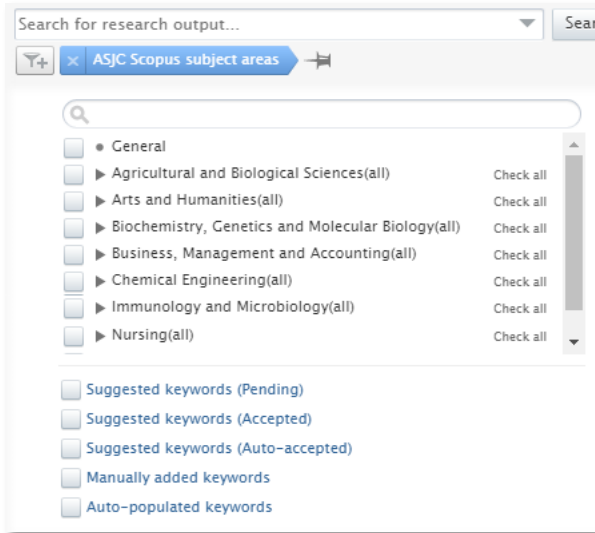 Search for research output...
Sear
ASJC Scopus subject areas
General
Agricultural and Biological Sciences(all) Check all
Arts and Humanities(all) Check all
Biochemistry, Genetics and Molecular Biology(all) Check all
Business, Management and Accounting(all) Check all
Chemical Engineering(all) Check all
Immunology and Microbiology(all) Check all
Nursing(all) Check all
Suggested keywords (Pending)
Suggested keywords (Accepted)
Suggested keywords (Auto-accepted)
Manually added keywords
Auto-populated keywords